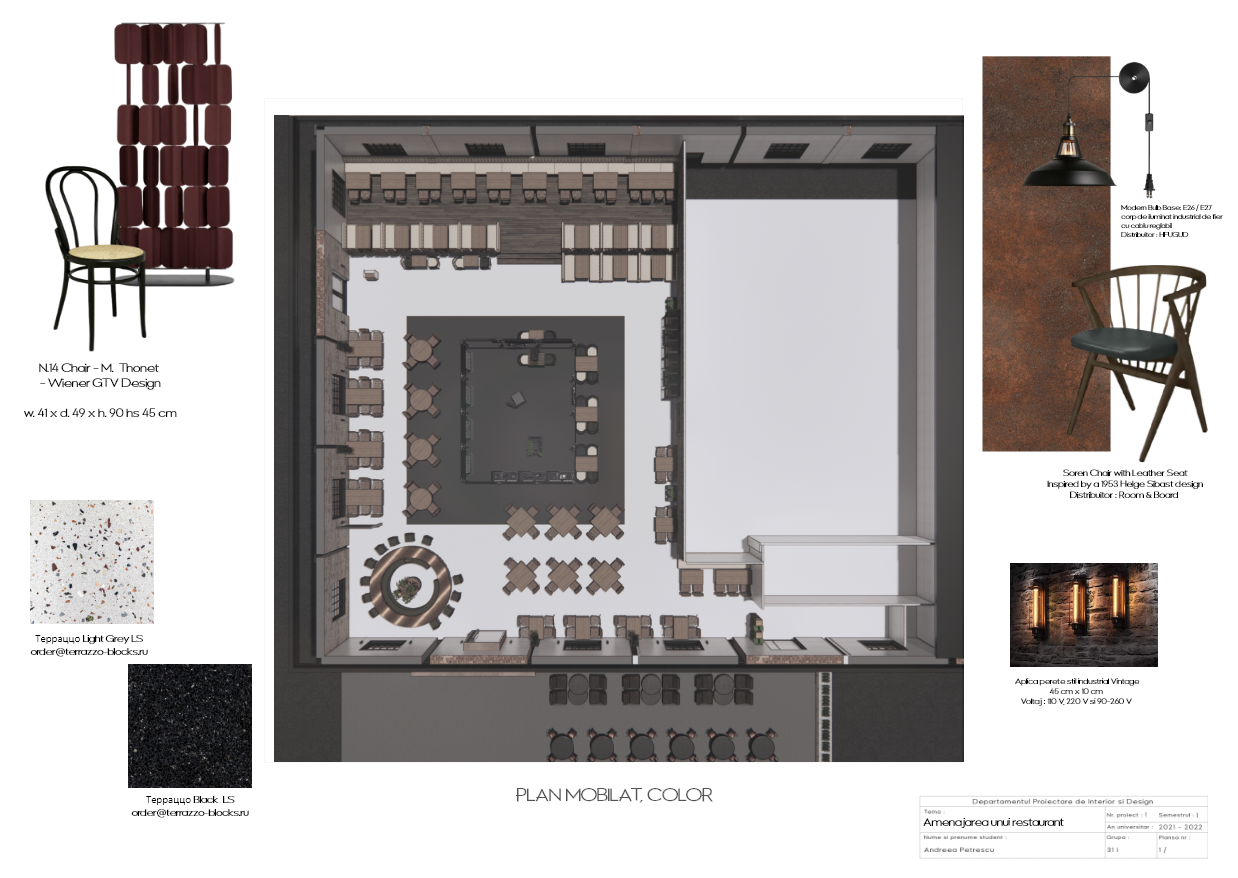 N.14 Chair - M. Thonet
- Wiener GTV Design
w. 41 x d. 49 x h. 90 hs 45 cm
Терраццо Light Grey LS
order@terrazzo-blocks.ru
Терраццо Black LS
order@terrazzo-blocks.ru
PLAN MOBILAT, COLOR
Modern Bulb Base: E26 / E27
corp de iluminat industrial de fier
cu cablu reglabil
Distribuitor : HFUGUD
Soren Chair with Leather Seat
Inspired by a 1953 Helge Sibast design
Distribuitor : Room & Board
Aplica perete stil industrial Vintage
45 cm x 10 cm
Voltaj : 110 V, 220 V si 90-260 V
Departamentul Proiectare de Interior si Design
Tema :
Amenajarea unui restaurant
Nr. proiect : 1
Semestrul : I
An universitar :
2021 - 2022
Nume si prenume student :
Grupa :
Plansa nr :
Andreea Petrescu
31 i
1 /